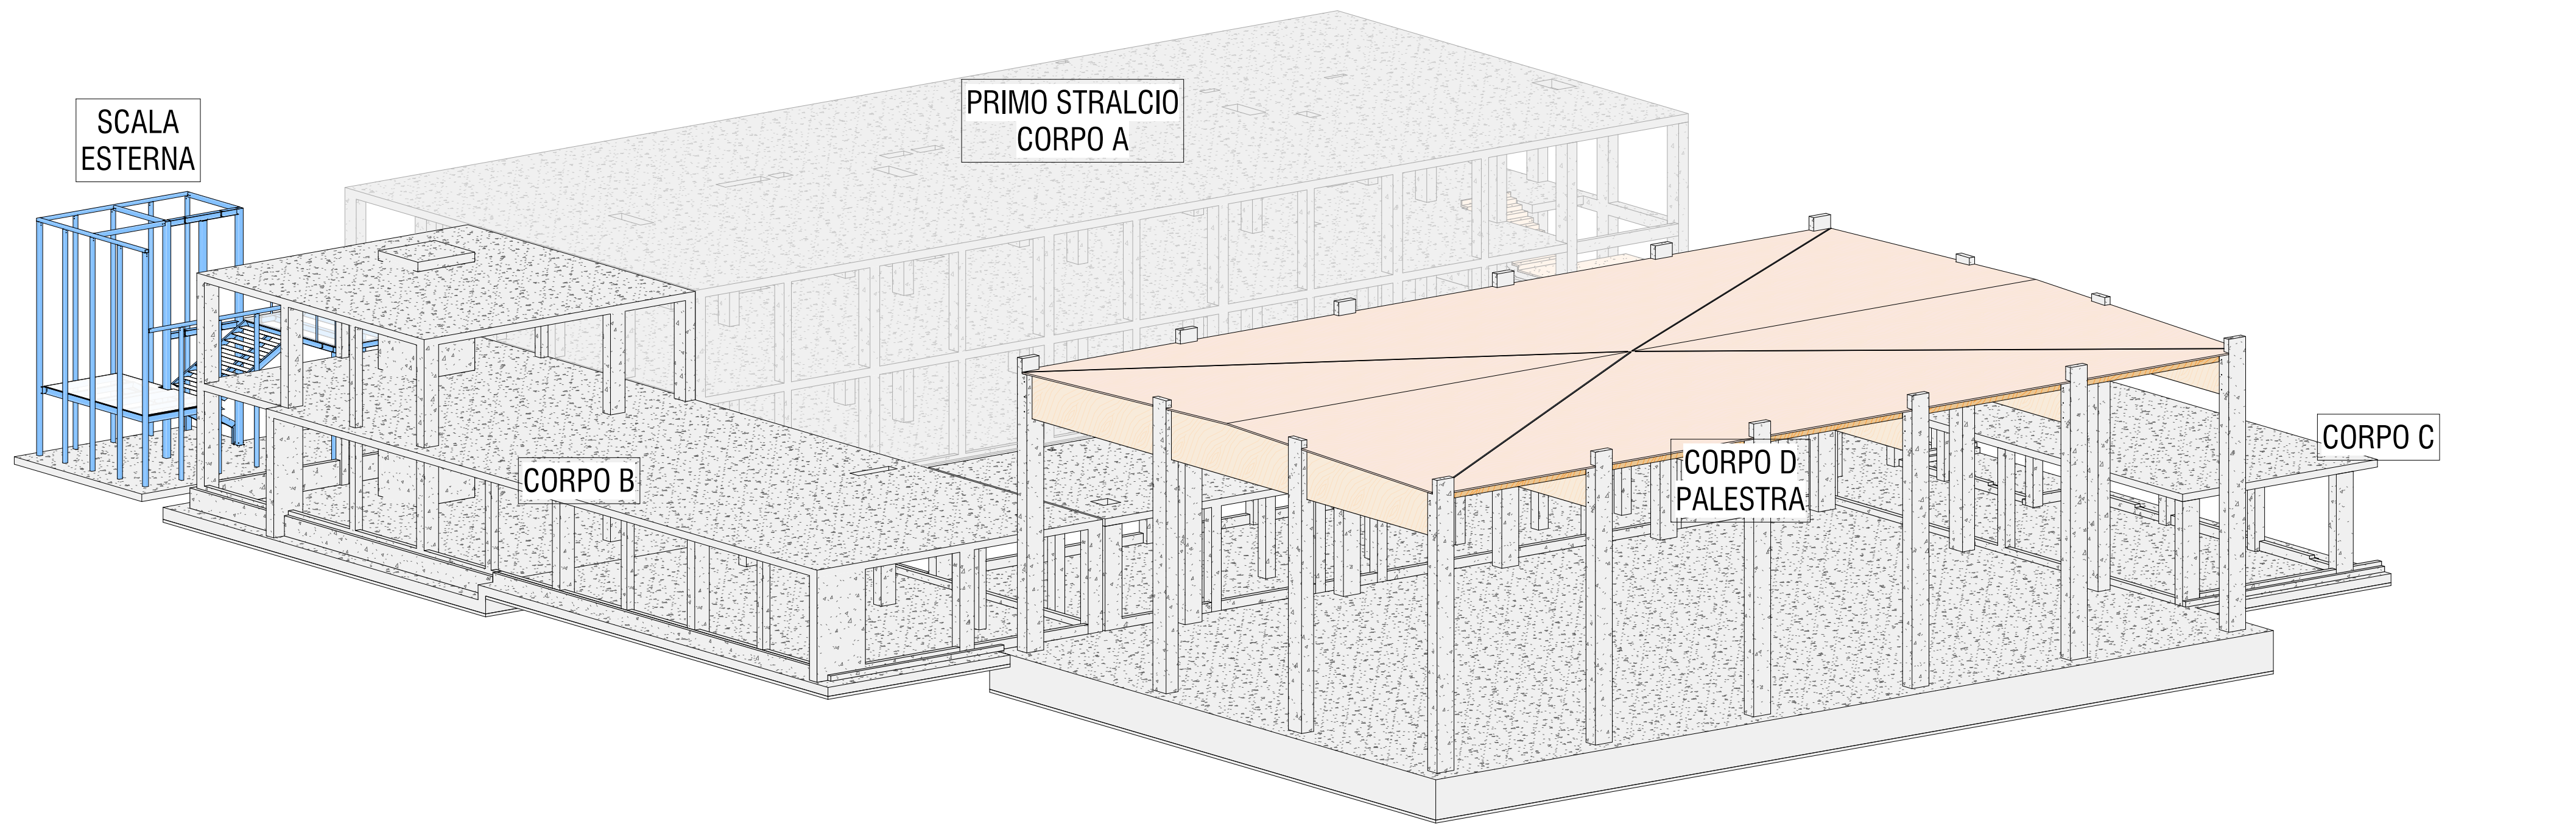 SCALA
ESTERNA
PRIMO STRALCIO
CORPO A
CORPO B
CORPO D
PALESTRA
CORPO C